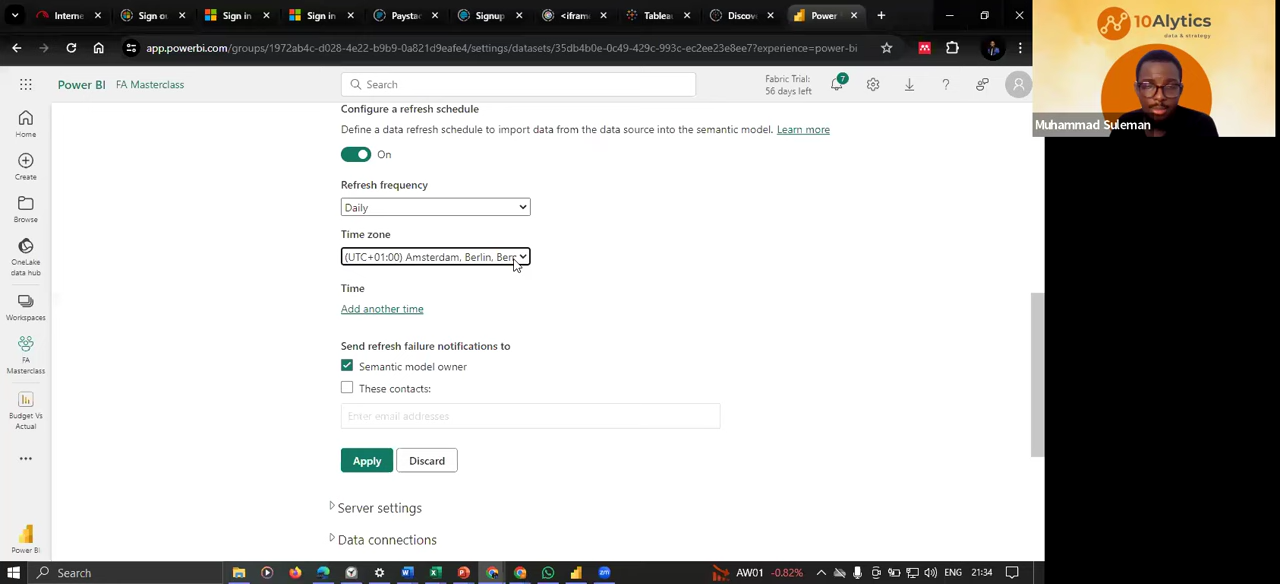 Interne
Sign ou
Sign in
Sign in
Paystac
Signup
<ifram
Tableau
Discov
Power
app.powerbi.com/groups/1972ab4c-d028-4e22-b9b9-0a821d9eafe4/settings/datasets/35db4b0e-0c49-429c-993c-ec2ee23e8ee7?experience=power-bi
10Alytics
data & strategy
Muhammad Suleman
Power BI FA Masterclass
Search
Fabric Trial:
56 days left
7
Home
Create
Browse
OneLake
data hub
Workspaces
FA
Masterclass
Budget Vs
Actual
Power BI
Configure a refresh schedule
Define a data refresh schedule to import data from the data source into the semantic model. Learn more
On
Refresh frequency
Daily
Time zone
(UTC+01:00) Amsterdam, Berlin, Bern
Time
Add another time
Send refresh failure notifications to
Semantic model owner
These contacts:
Enter email addresses
Apply
Discard
Server settings
Data connections
Search
AW01 -0.82%
ENG
21:34